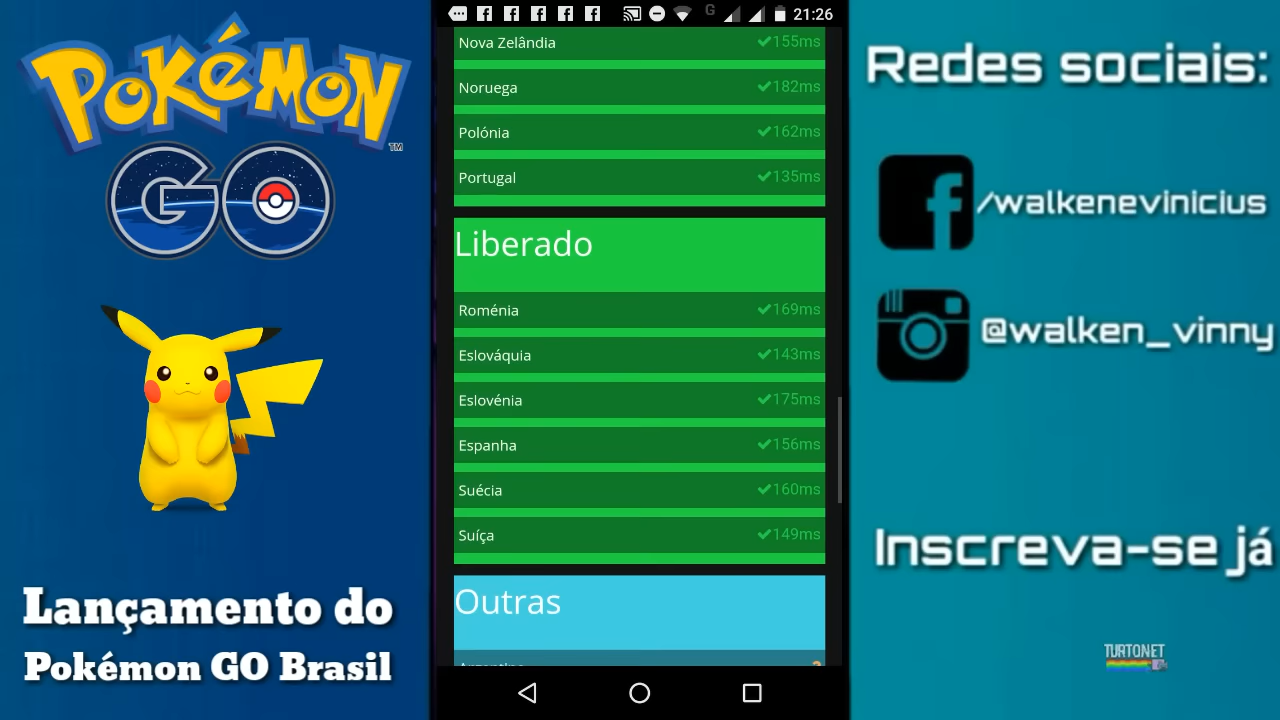 POKÉMON
TM
GO
Lançamento do
Pokémon GO Brasil
G
21:26
Nova Zelândia
155ms
Noruega
182ms
Polónia
162ms
Portugal
135ms
Liberado
Roménia
169ms
Eslováquia
143ms
Eslovénia
175ms
Espanha
156ms
Suécia
160ms
Suíça
149ms
Outras
Redes sociais:
/walkenevinicius
@walken_vinny
Inscreva-se já
TURTONET